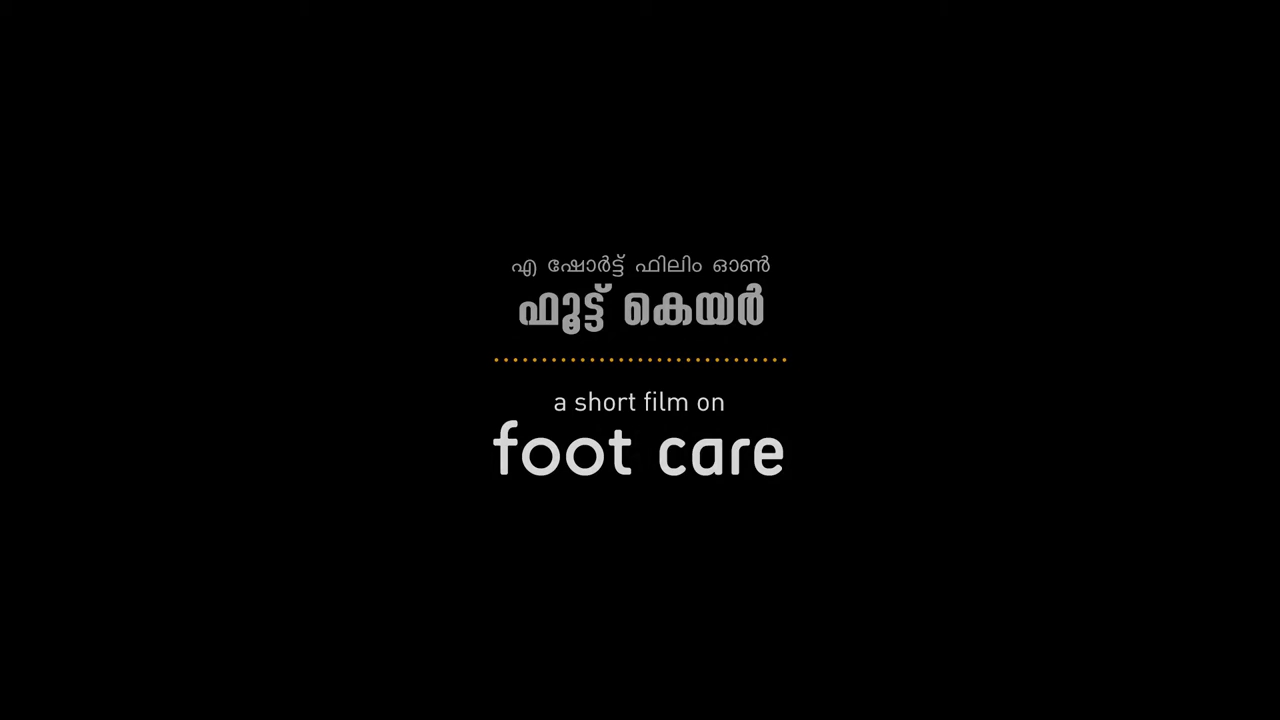 എ ഷോർട്ട് ഫിലിം ഓൺ
ഫൂട്ട് കെയർ
a short film on
foot care